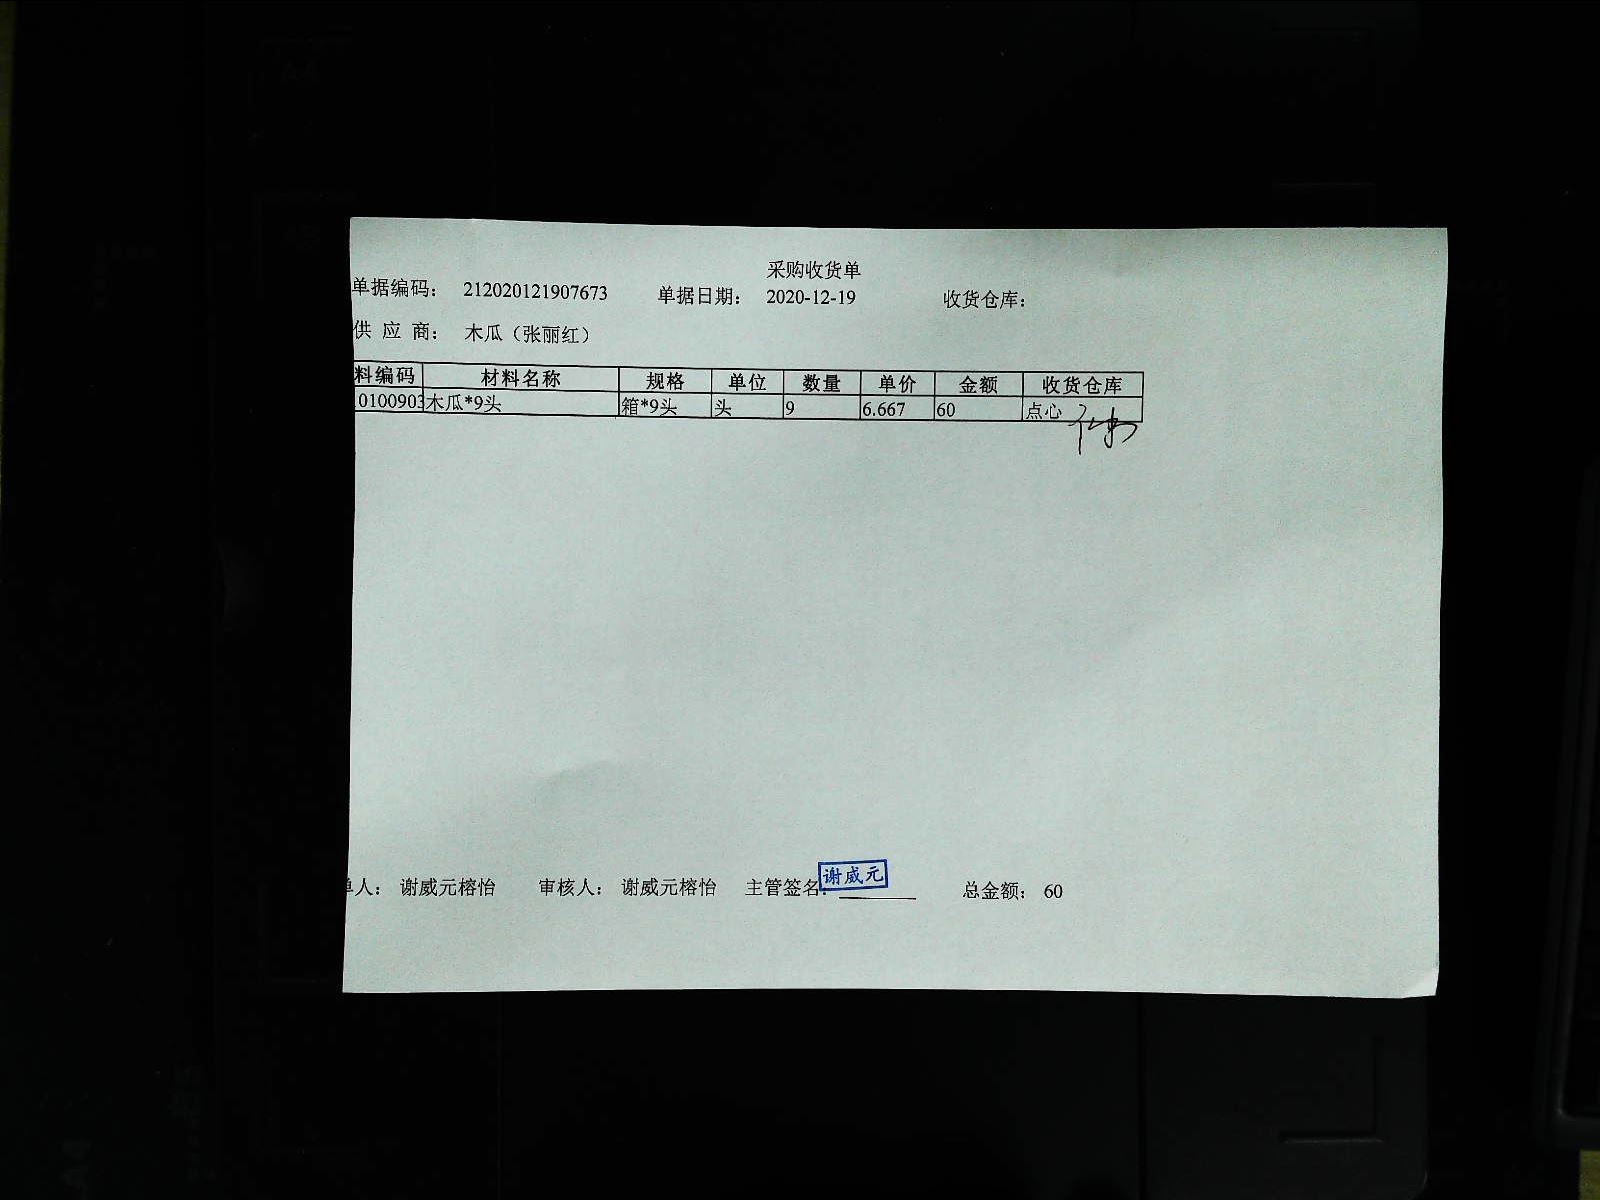 采购收货单
单据编码： 212020121907673 单据日期： 2020-12-19 收货仓库：
供 应 商： 木瓜（张丽红）
料编码 材料名称 规格 单位 数量 单价 金额 收货仓库
0100903 木瓜*9头 箱*9头 头 9 6.667 60 点心
单人： 谢威元榕怡 审核人： 谢威元榕怡 主管签名： 谢威元 总金额： 60